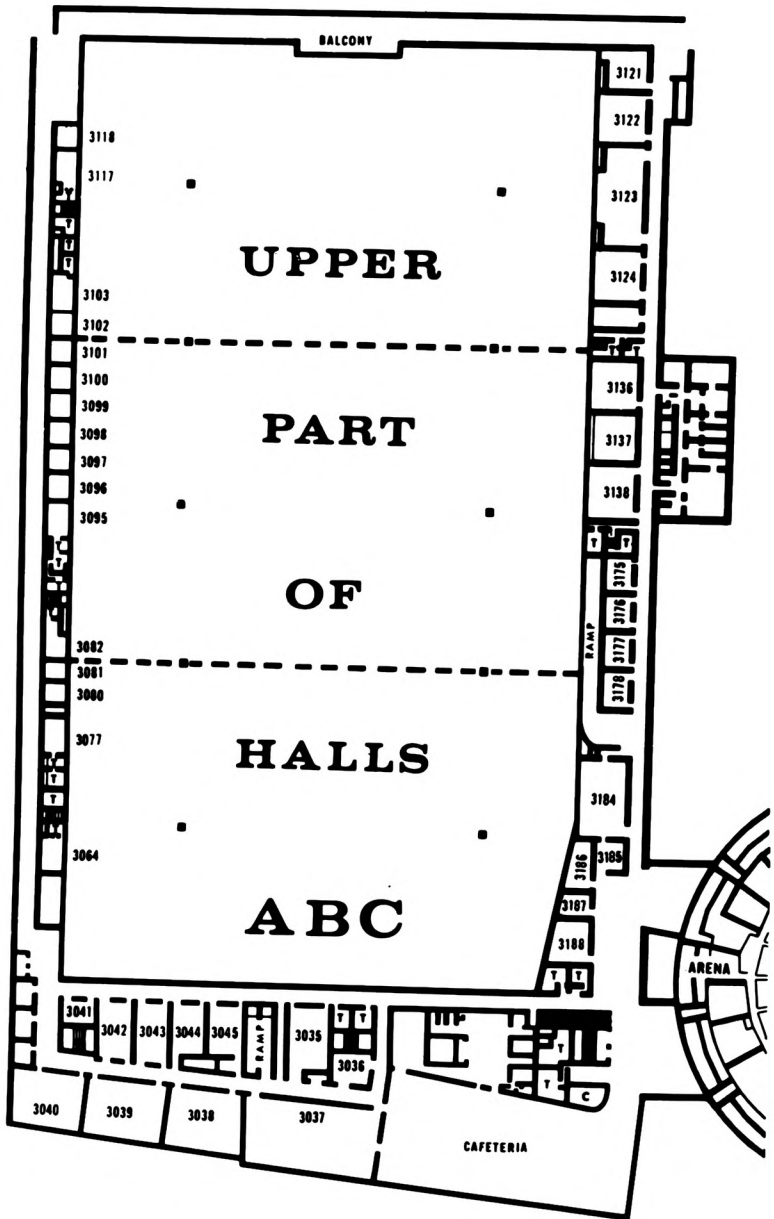 BALCONY
3121
3122
3123
3124
3118
3117
T
T
T
T
UPPER
3103
3102
3101
3100
3099
3098
3097
3096
3095
T
T
3136
3137
3138
PART
OF
T
T
T
T
3175
3176
3177
3178
RAMP
3082
3081
3080
3077
T
T
T
T
3064
HALLS
3184
3185
3186
3187
3188
T
T
ABC
ARENA
3041
3042
3043
3044
3045
RAMP
3035
T
T
3036
T
T
C
3040
3039
3038
3037
CAFETERIA